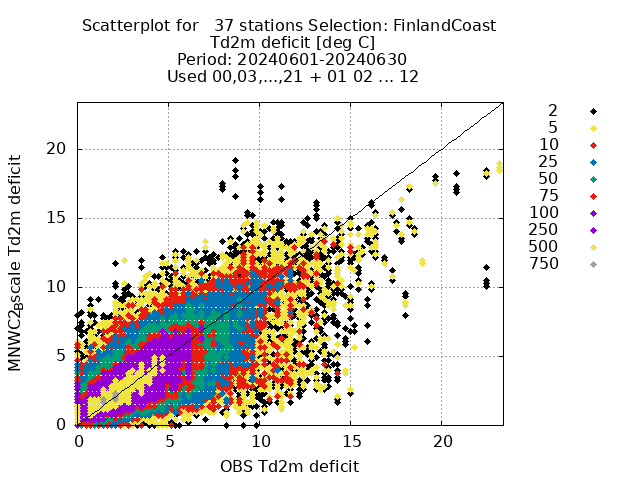 Scatterplot for   37 stations Selection: FinlandCoast
Td2m deficit [deg C]
Period: 20240601-20240630
Used 00,03,...,21 + 01 02 ... 12
MNWC2_gscale Td2m deficit
20
15
10
5
0
0 5 10 15 20
OBS Td2m deficit
2
5
10
25
50
75
100
250
500
750